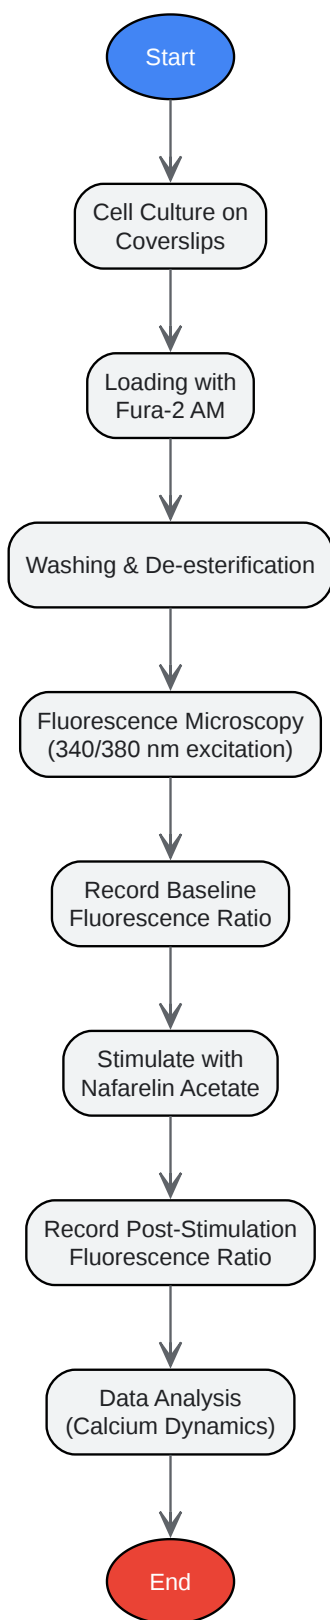 Start
Cell Culture on
Coverslips
Loading with
Fura-2 AM
Washing & De-esterification
Fluorescence Microscopy
(340/380 nm excitation)
Record Baseline
Fluorescence Ratio
Stimulate with
Nafarelin Acetate
Record Post-Stimulation
Fluorescence Ratio
Data Analysis
(Calcium Dynamics)
End